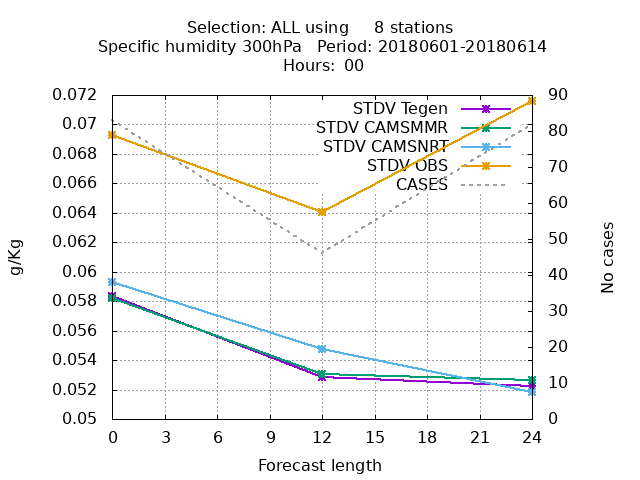 Selection: ALL using     8 stations
Specific humidity 300hPa   Period: 20180601-20180614
Hours: 00
0.072
0.07
0.068
0.066
0.064
0.062
0.06
0.058
0.056
0.054
0.052
0.05
g/Kg
STDV Tegen
STDV CAMSMMR
STDV CAMSNRT
STDV OBS
CASES
90
80
70
60
50
40
30
20
10
0
No cases
0 3 6 9 12 15 18 21 24
Forecast length